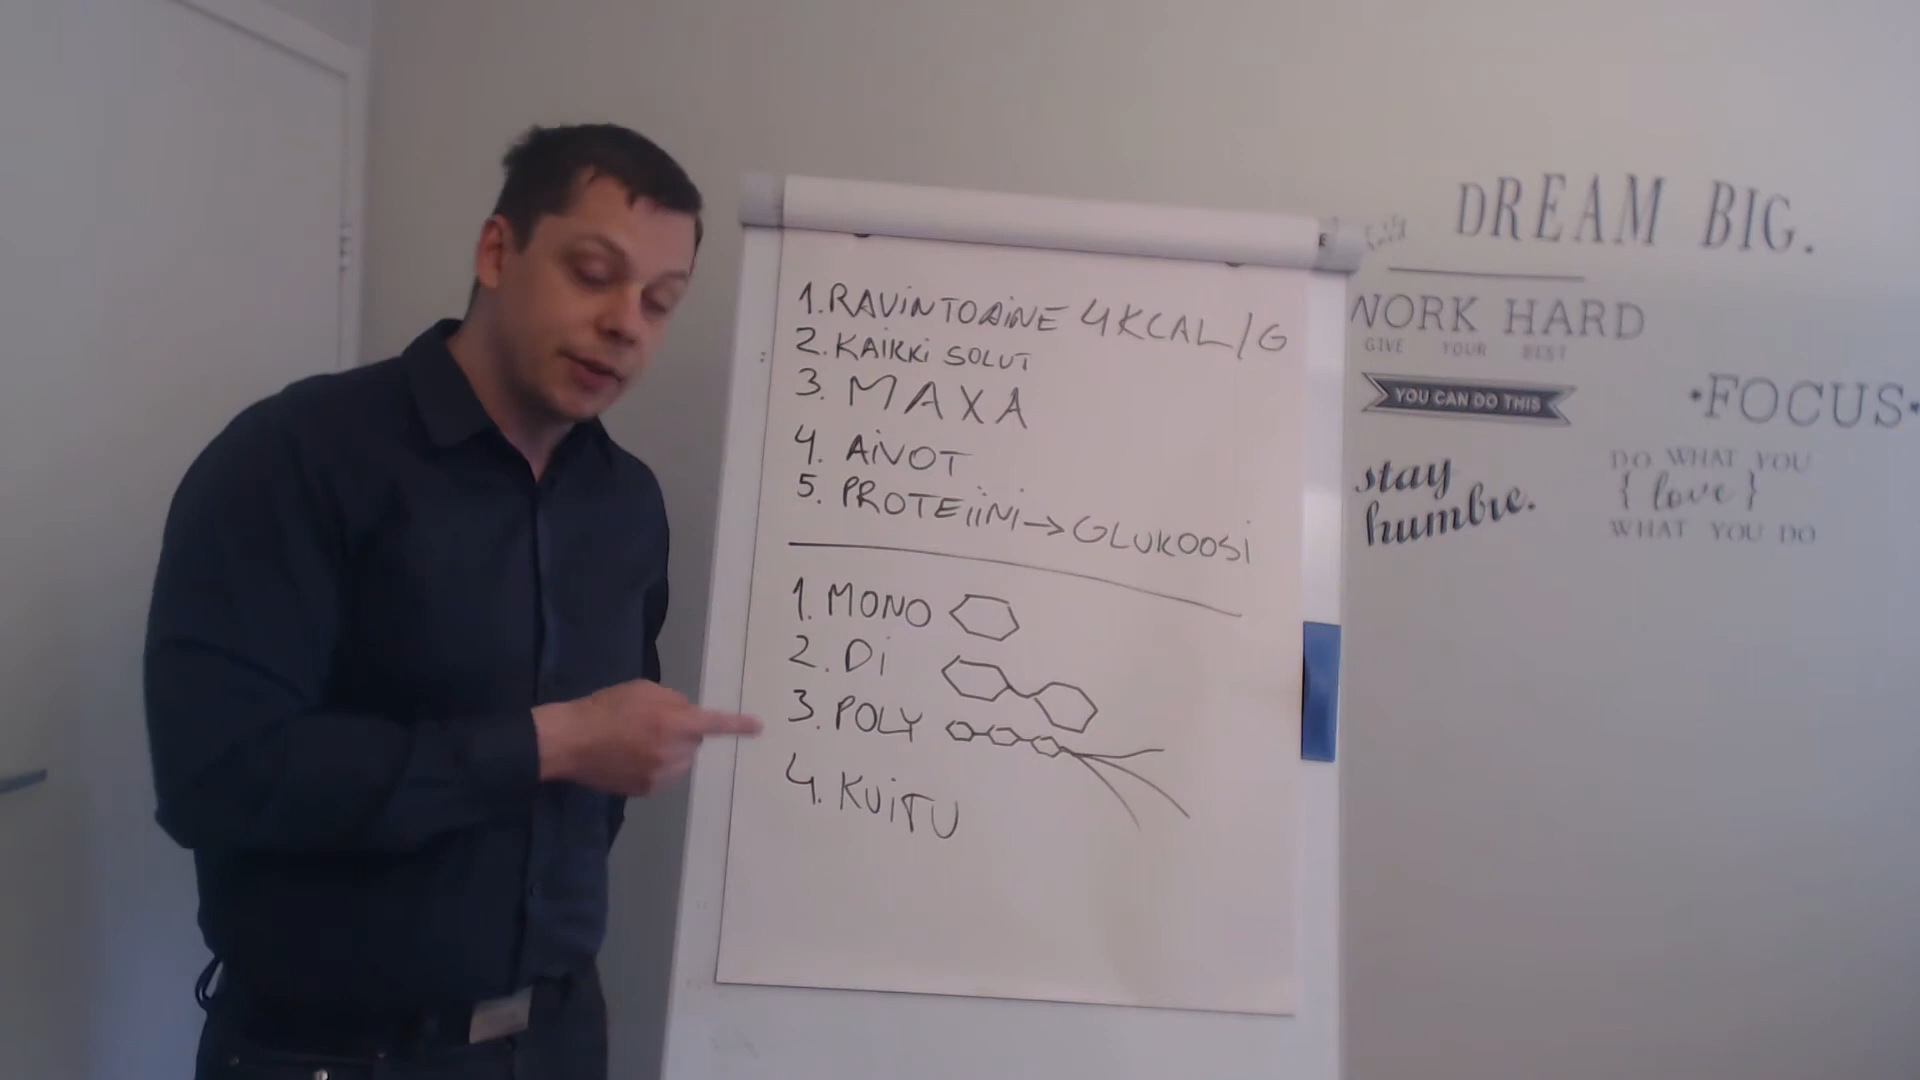 1. RAVINTOAINE 4KCAL/G
2. KAIKKI SOLUT
3. MAXA
4. AIVOT
5. PROTEIINI → GLUKOOSI
1. MONO
2. Di
3. POLY
4. KUITU
DREAM BIG.
WORK HARD
GIVE YOUR BEST
YOU CAN DO THIS
•FOCUS•
stay
humble.
DO WHAT YOU
{ love }
WHAT YOU DO